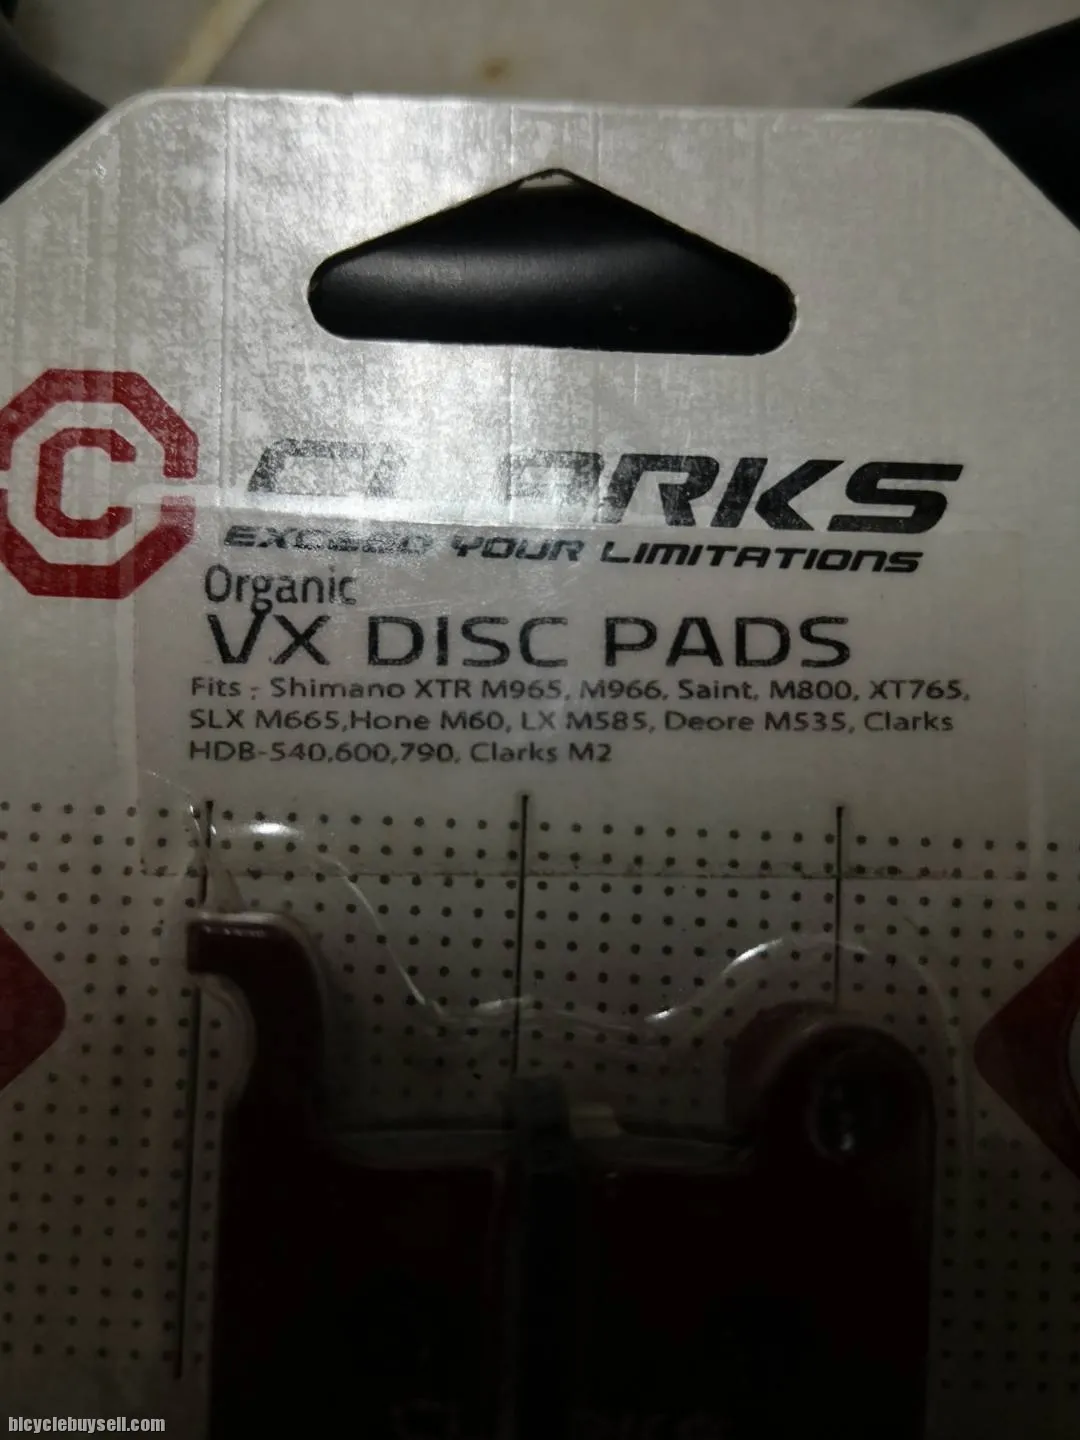 C
CLARKS
EXCEED YOUR LIMITATIONS
Organic
VX DISC PADS
Fits : Shimano XTR M965, M966, Saint, M800, XT765,
SLX M665,Hone M60, LX M585, Deore M535, Clarks
HDB-540,600,790, Clarks M2
bicyclebuysell.com